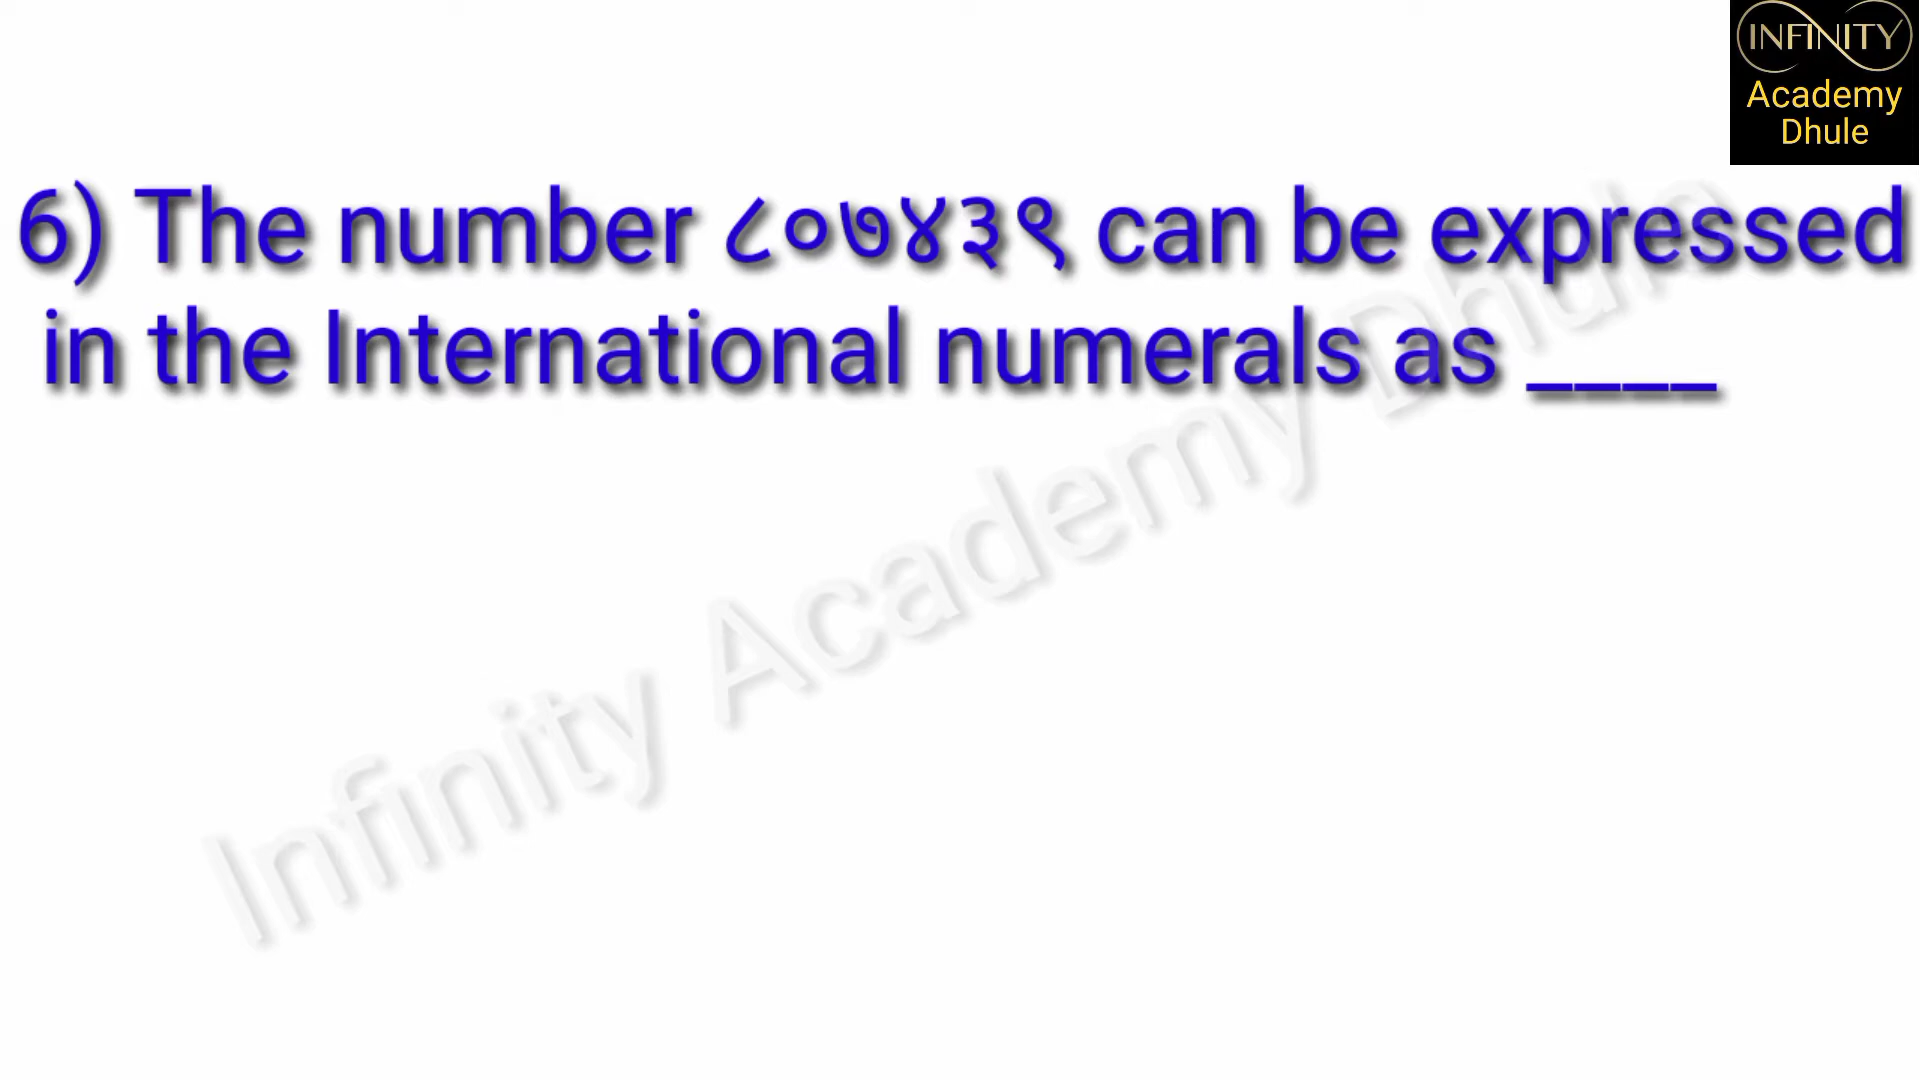 INFINITY
Academy
Dhule
6) The number ८०७४३९ can be expressed
in the International numerals as ____
Infinity Academy Dhule